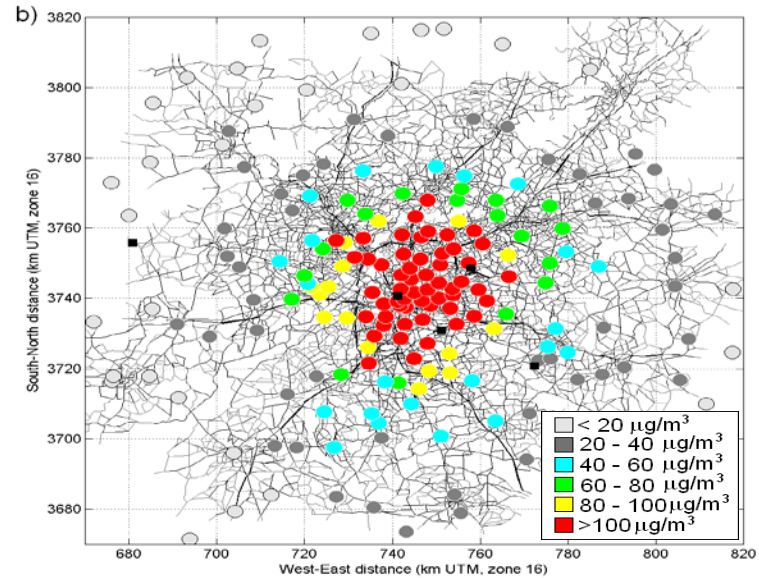 b)
3820
3800
3780
3760
3740
3720
3700
3680
South-North distance (km UTM, zone 16)
680 700 720 740 760 780 800 820
West-East distance (km UTM, zone 16)
< 20 µg/m³
20 - 40 µg/m³
40 - 60 µg/m³
60 - 80 µg/m³
80 - 100µg/m³
>100µg/m³